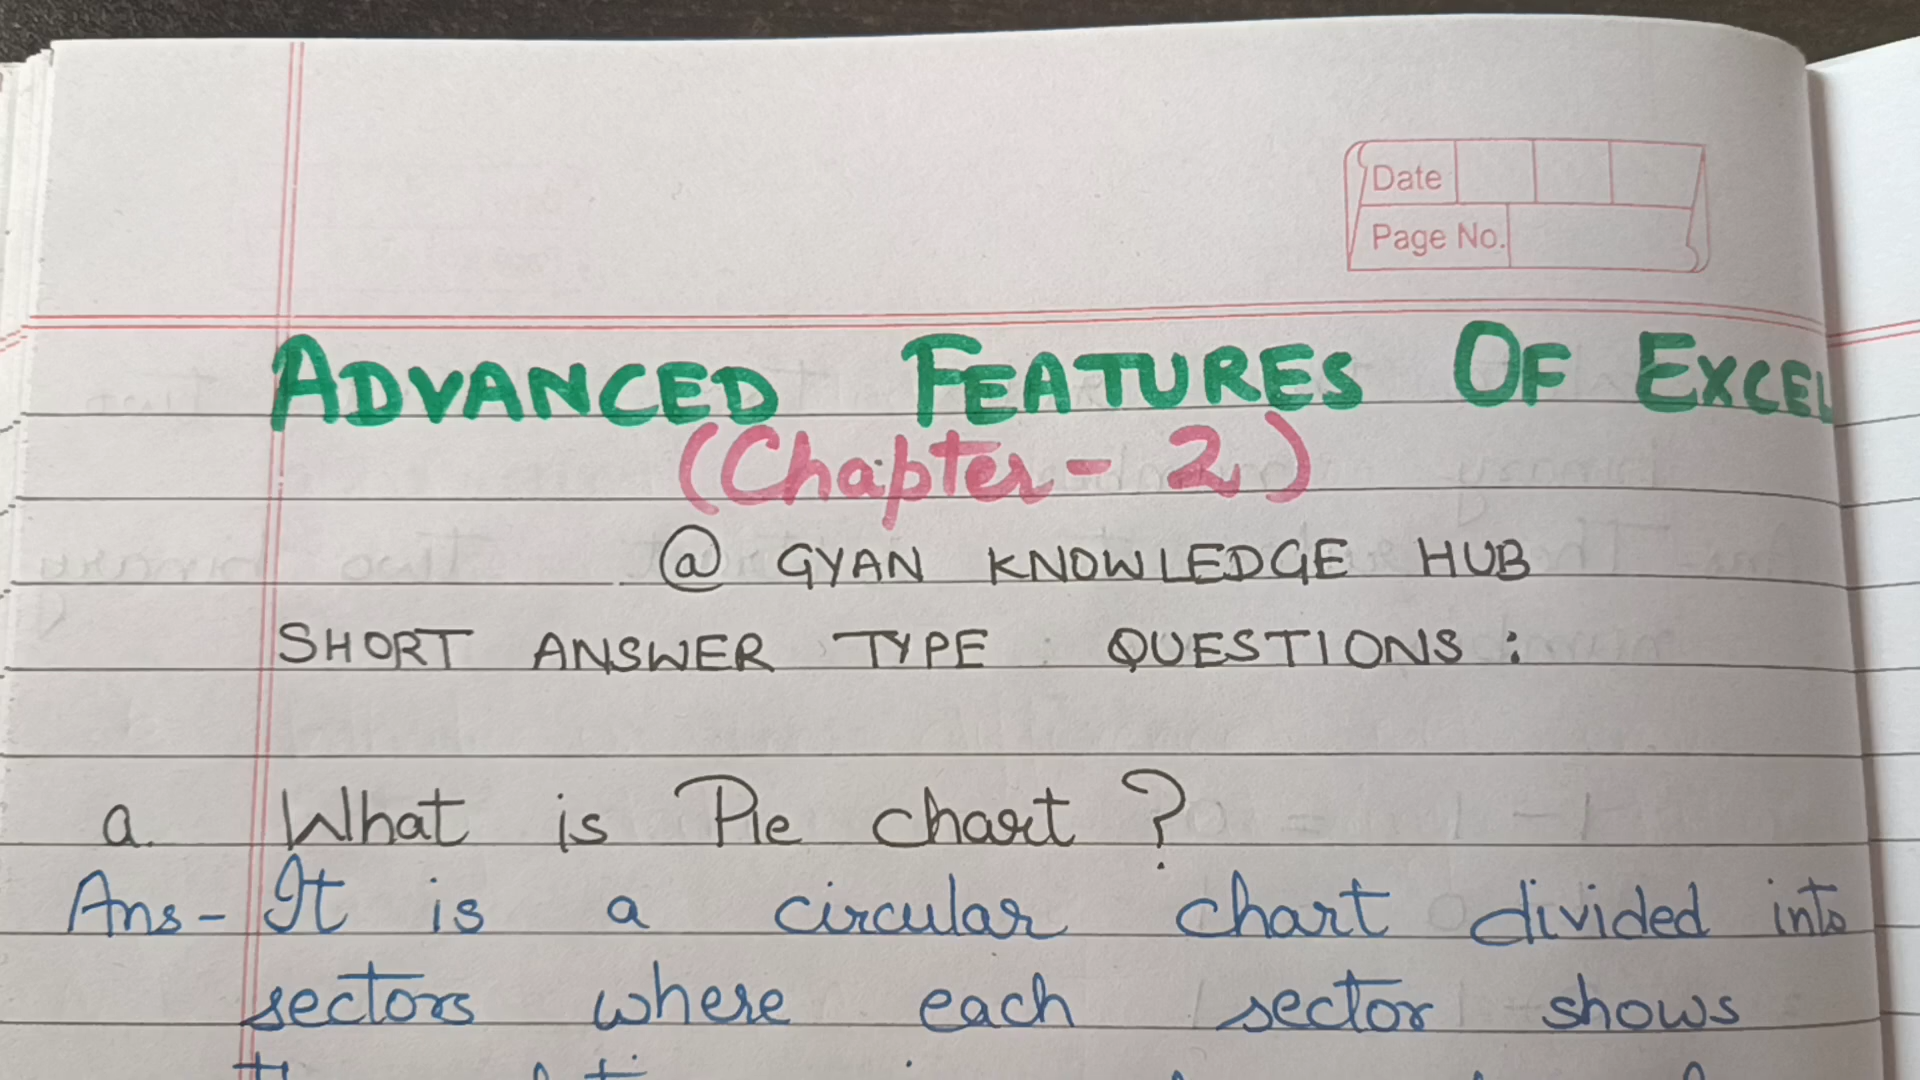 Date
Page No.
ADVANCED FEATURES OF EXCEL
(Chapter - 2)
@ GYAN KNOWLEDGE HUB
SHORT ANSWER TYPE QUESTIONS :
a. What is Pie chart ?
Ans - It is a circular chart divided into
sectors where each sector shows